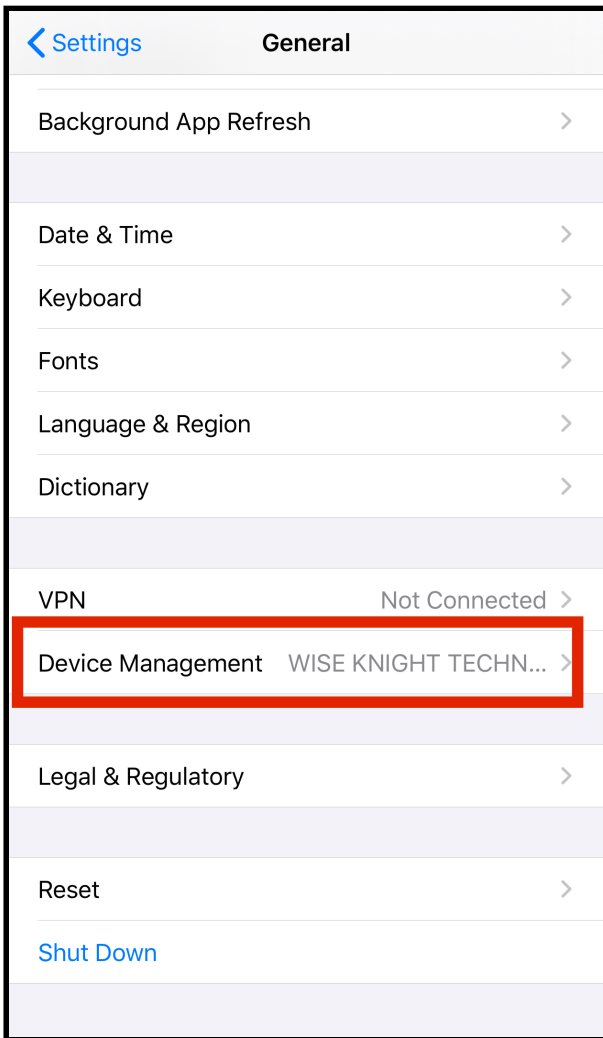 Settings General
Background App Refresh
Date & Time
Keyboard
Fonts
Language & Region
Dictionary
VPN Not Connected
Device Management WISE KNIGHT TECHN...
Legal & Regulatory
Reset
Shut Down